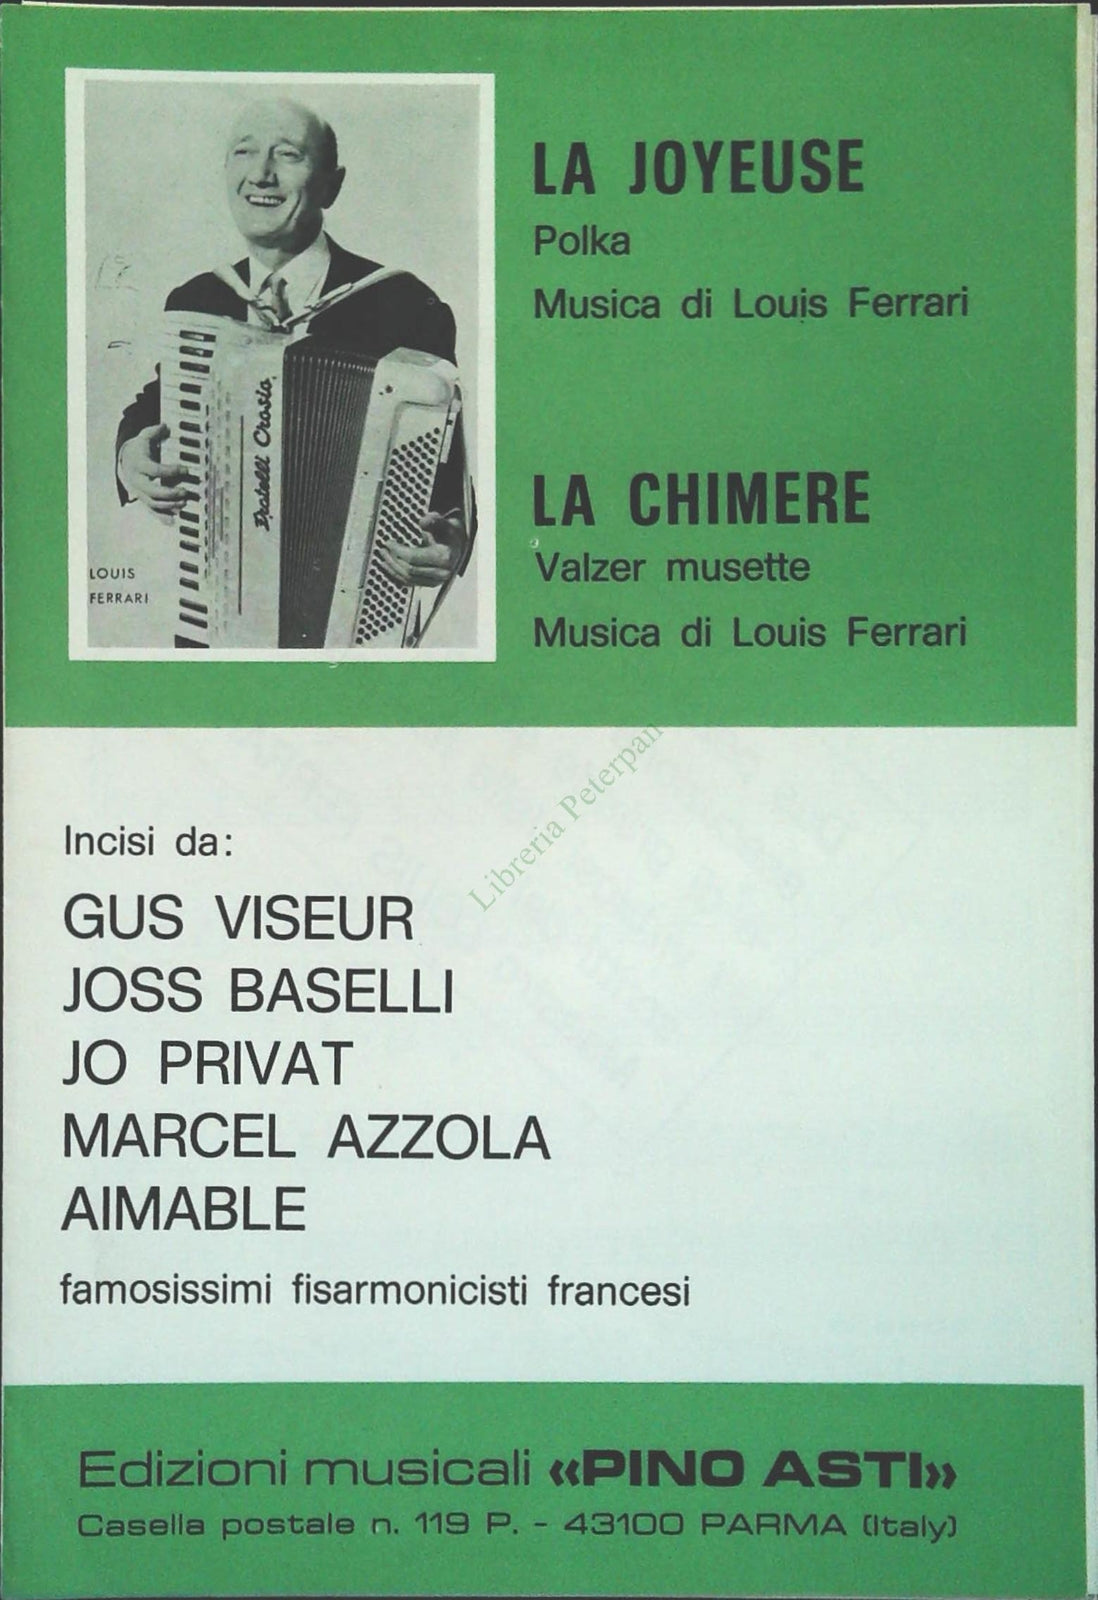 LA JOYEUSE
Polka
Musica di Louis Ferrari
LA CHIMERE
Valzer musette
Musica di Louis Ferrari
Fratelli Crosio
LOUIS
FERRARI
Libreria Peterpan
Incisi da:
GUS VISEUR
JOSS BASELLI
JO PRIVAT
MARCEL AZZOLA
AIMABLE
famosissimi fisarmonicisti francesi
Edizioni musicali «PINO ASTI»
Casella postale n. 119 P. - 43100 PARMA (Italy)